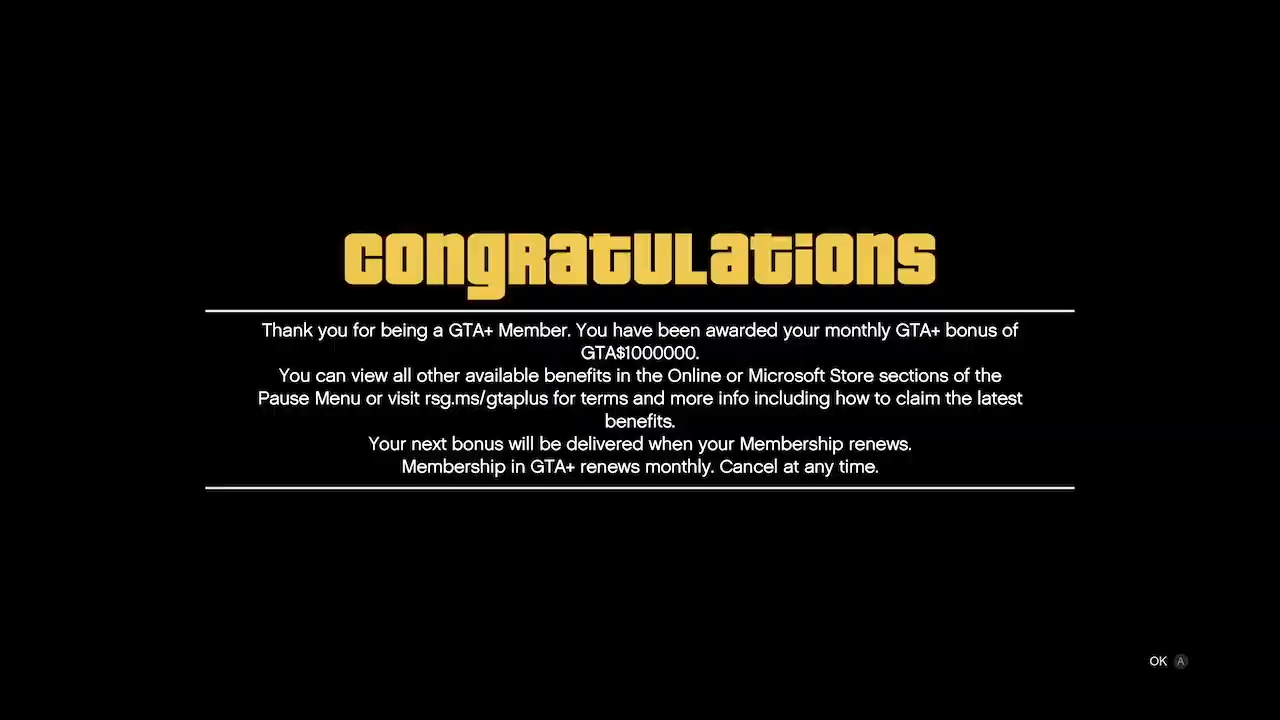 congratulations
Thank you for being a GTA+ Member. You have been awarded your monthly GTA+ bonus of
GTA$1000000.
You can view all other available benefits in the Online or Microsoft Store sections of the
Pause Menu or visit rsg.ms/gtaplus for terms and more info including how to claim the latest
benefits.
Your next bonus will be delivered when your Membership renews.
Membership in GTA+ renews monthly. Cancel at any time.
OK A